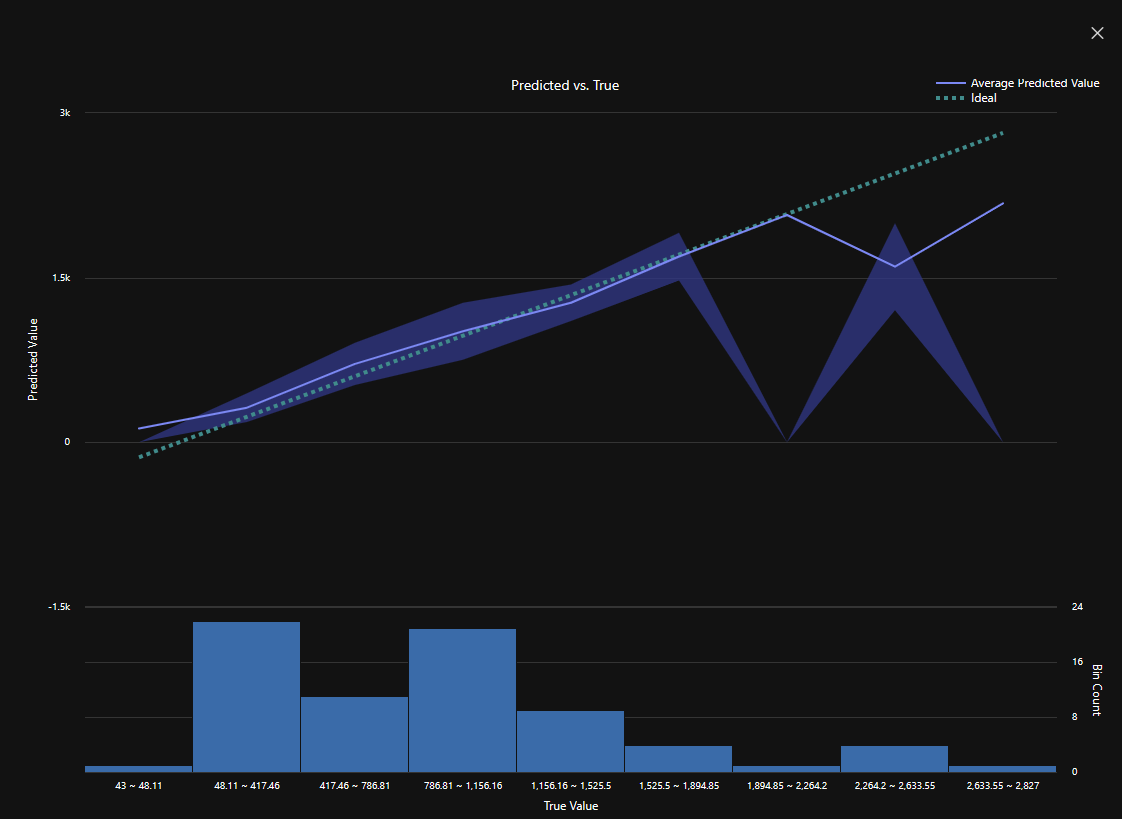 Predicted vs. True
Average Predicted Value
Ideal
3k
1.5k
0
-1.5k
Predicted Value
24
16
8
0
Bin Count
43 ~ 48.11
48.11 ~ 417.46
417.46 ~ 786.81
786.81 ~ 1,156.16
1,156.16 ~ 1,525.5
1,525.5 ~ 1,894.85
1,894.85 ~ 2,264.2
2,264.2 ~ 2,633.55
2,633.55 ~ 2,827
True Value